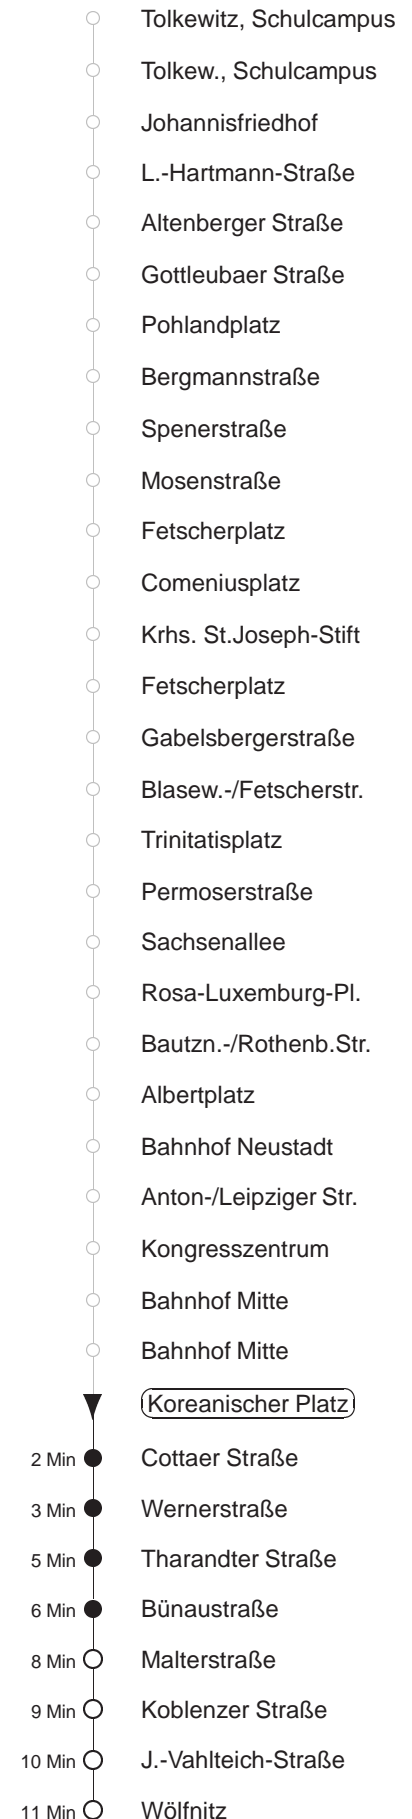 Tolkewitz, Schulcampus
Tolkew., Schulcampus
Johannisfriedhof
L.-Hartmann-Straße
Altenberger Straße
Gottleubaer Straße
Pohlandplatz
Bergmannstraße
Spenerstraße
Mosenstraße
Fetscherplatz
Comeniusplatz
Krhs. St.Joseph-Stift
Fetscherplatz
Gabelsbergerstraße
Blasew.-/Fetscherstr.
Trinitatisplatz
Permoserstraße
Sachsenallee
Rosa-Luxemburg-Pl.
Bautzn.-/Rothenb.Str.
Albertplatz
Bahnhof Neustadt
Anton-/Leipziger Str.
Kongresszentrum
Bahnhof Mitte
Bahnhof Mitte
Koreanischer Platz
2 Min Cottaer Straße
3 Min Wernerstraße
5 Min Tharandter Straße
6 Min Bünaustraße
8 Min Malterstraße
9 Min Koblenzer Straße
10 Min J.-Vahlteich-Straße
11 Min Wölfnitz